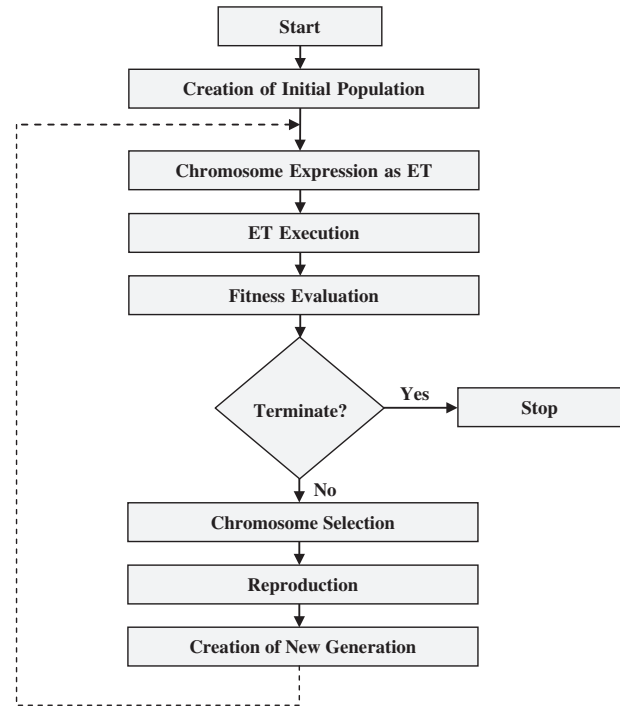 Start
Creation of Initial Population
Chromosome Expression as ET
ET Execution
Fitness Evaluation
Terminate?
Yes
Stop
No
Chromosome Selection
Reproduction
Creation of New Generation